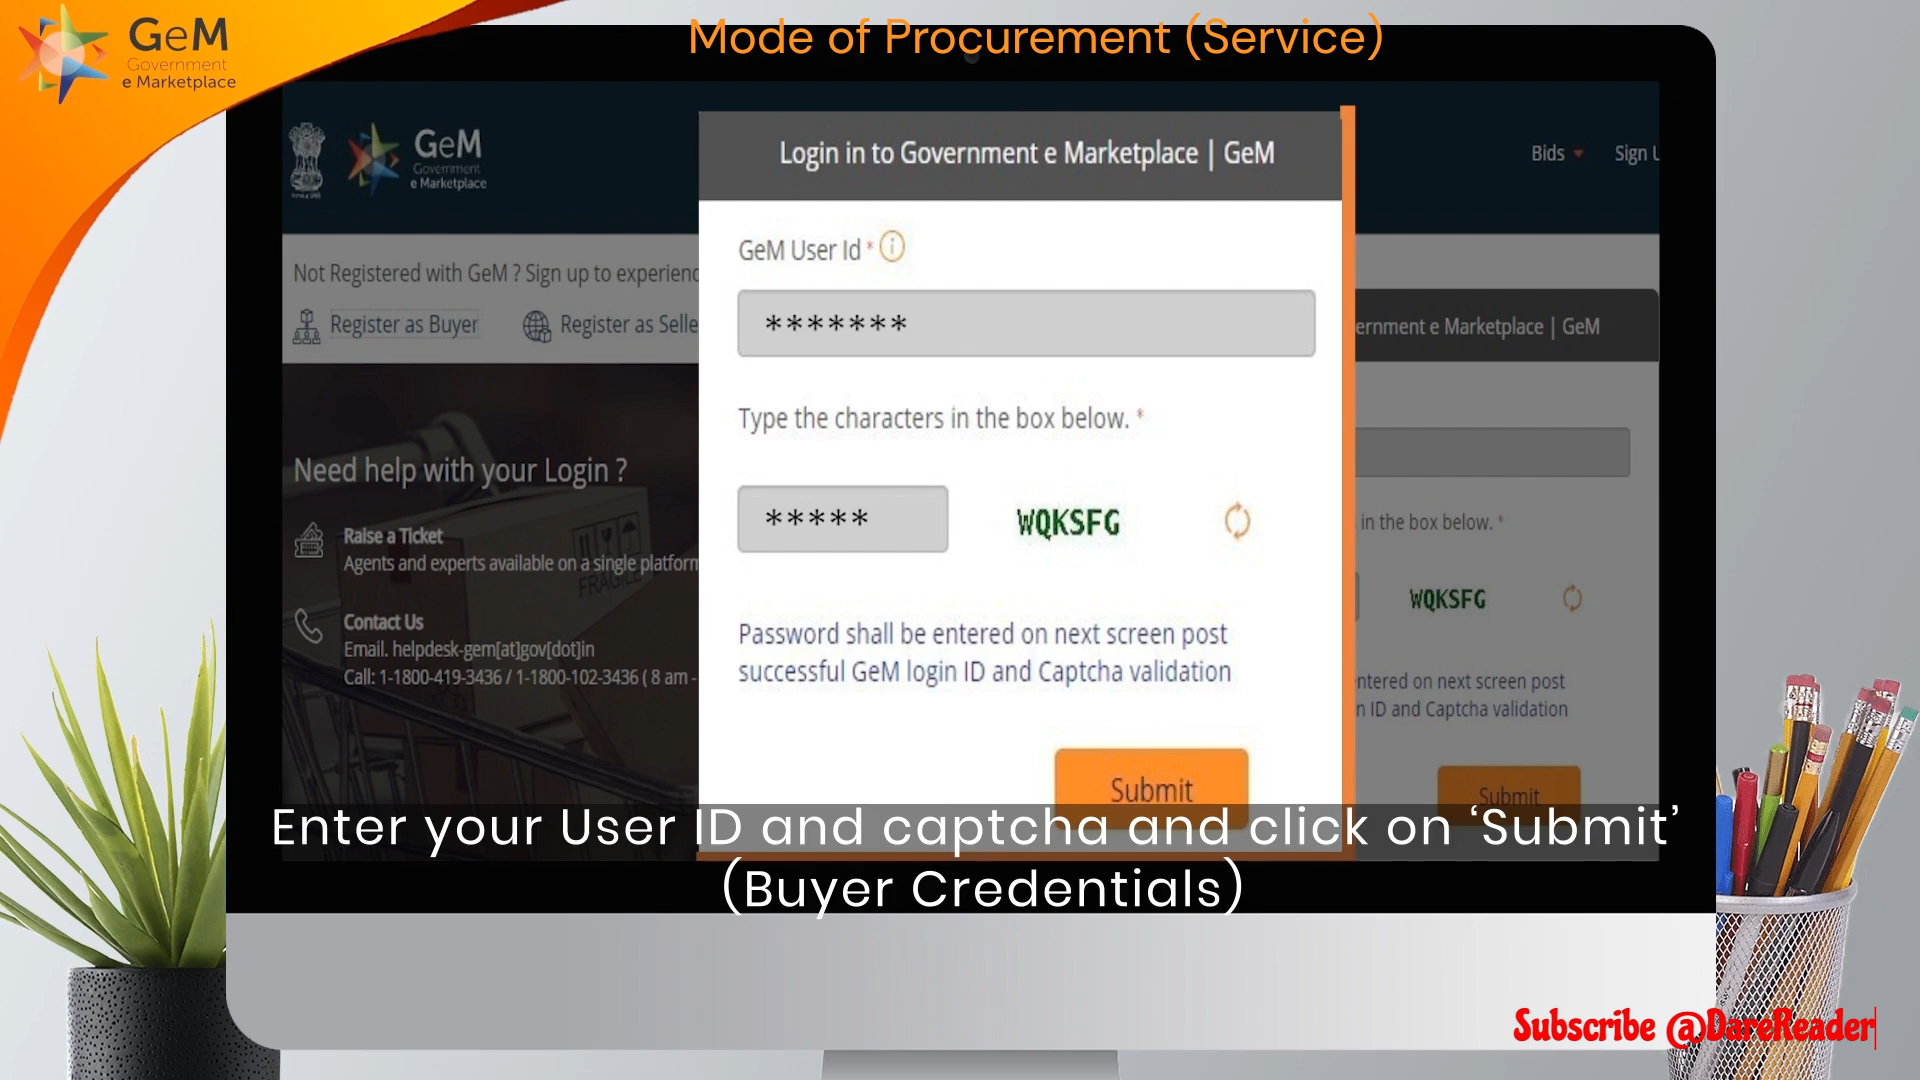 GeM
Government
e Marketplace
Mode of Procurement (Service)
GeM
Government
e Marketplace
Bids
Sign U
Login in to Government e Marketplace | GeM
Not Registered with GeM ? Sign up to experienc
Register as Buyer
Register as Selle
GeM User Id *
*******
Type the characters in the box below. *
*****
WQKSFG
Password shall be entered on next screen post
successful GeM login ID and Captcha validation
Submit
Need help with your Login ?
Raise a Ticket
Agents and experts available on a single platform
FRAGILE
Contact Us
Email. helpdesk-gem[at]gov[dot]in
Call: 1-1800-419-3436 / 1-1800-102-3436 ( 8 am -
ernment e Marketplace | GeM
in the box below. *
WQKSFG
ntered on next screen post
n ID and Captcha validation
Submit
Enter your User ID and captcha and click on ‘Submit’
(Buyer Credentials)
Subscribe @DareReader